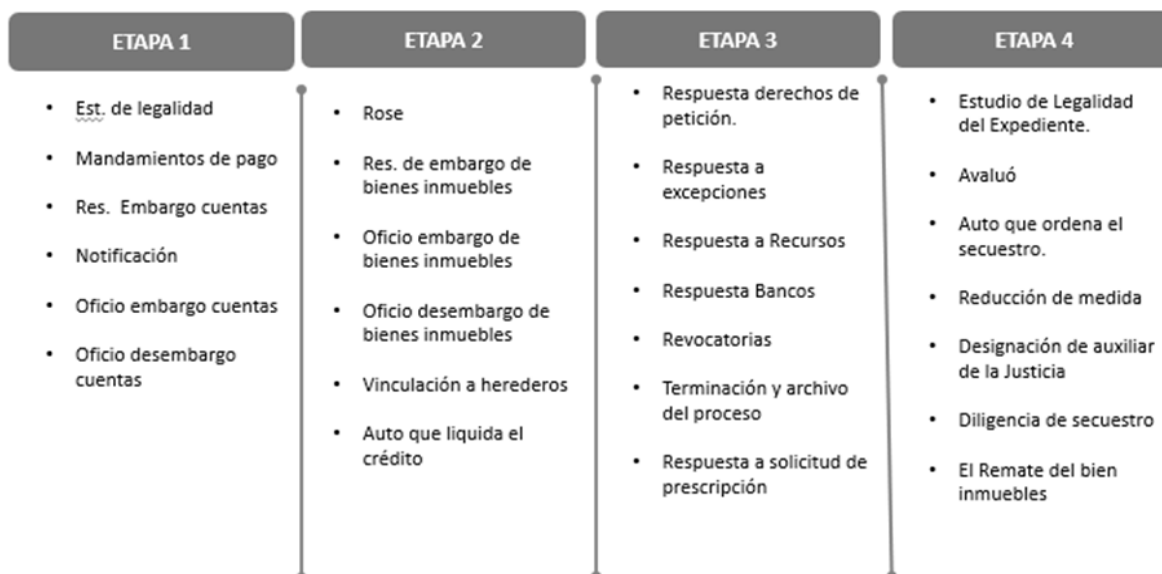 ETAPA 1
• Est. de legalidad
• Mandamientos de pago
• Res. Embargo cuentas
• Notificación
• Oficio embargo cuentas
• Oficio desembargo
cuentas
ETAPA 2
• Rose
• Res. de embargo de
bienes inmuebles
• Oficio embargo de
bienes inmuebles
• Oficio desembargo de
bienes inmuebles
• Vinculación a herederos
• Auto que liquida el
crédito
ETAPA 3
• Respuesta derechos de
petición.
• Respuesta a
excepciones
• Respuesta a Recursos
• Respuesta Bancos
• Revocatorias
• Terminación y archivo
del proceso
• Respuesta a solicitud de
prescripción
ETAPA 4
• Estudio de Legalidad
del Expediente.
• Avaluó
• Auto que ordena el
secuestro.
• Reducción de medida
• Designación de auxiliar
de la Justicia
• Diligencia de secuestro
• El Remate del bien
inmuebles